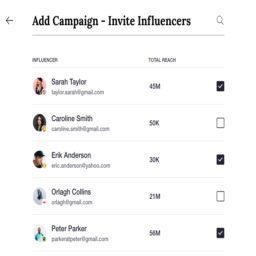 Add Campaign - Invite Influencers
INFLUENCER TOTAL REACH
Sarah Taylor
taylor.sarah@gmail.com
45M
Caroline Smith
caroline.smith@gmail.com
50K
Erik Anderson
eric.anderson@yahoo.com
30K
Orlagh Collins
orlagh@gmail.com
21M
Peter Parker
parkeratpeter@gmail.com
56M